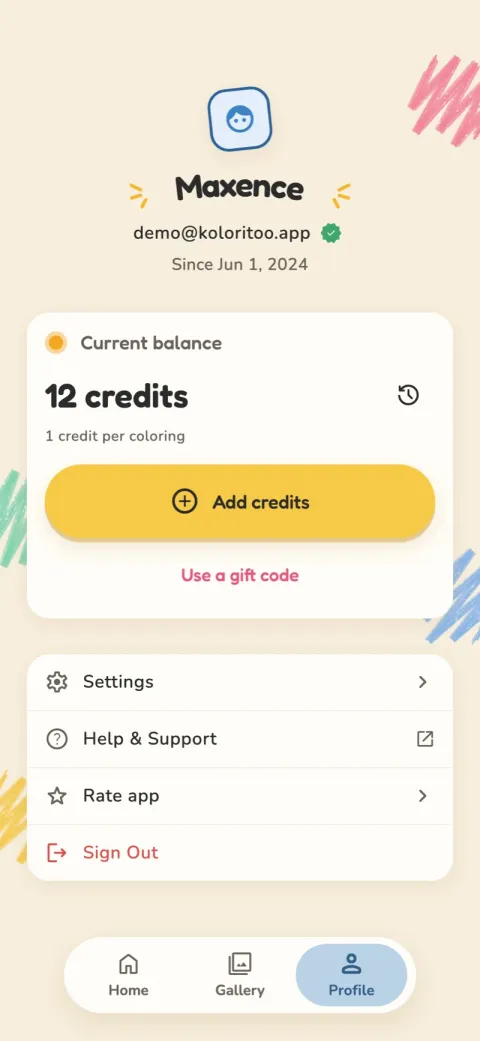 Maxence
demo@koloritoo.app
Since Jun 1, 2024
Current balance
12 credits
1 credit per coloring
Add credits
Use a gift code
Settings
Help & Support
Rate app
Sign Out
Home
Gallery
Profile